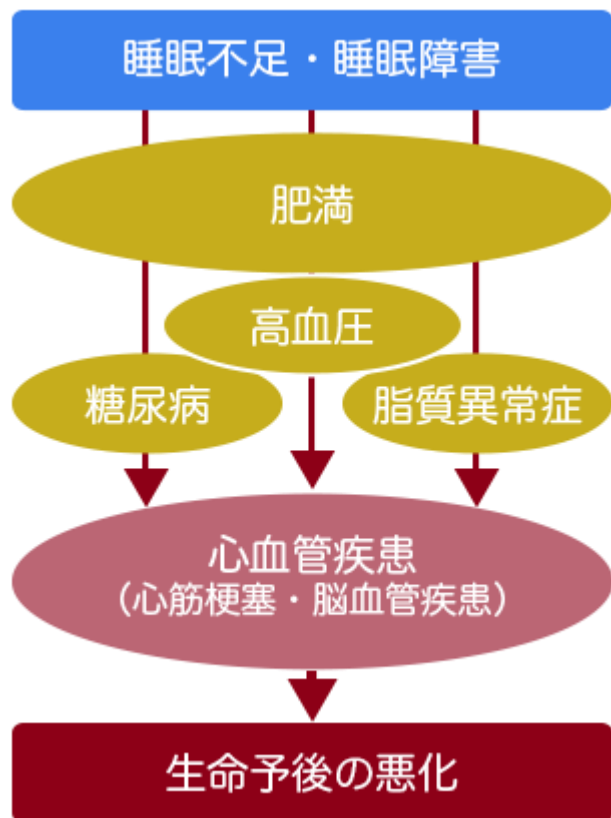 睡眠不足・睡眠障害
肥満
高血圧
糖尿病
脂質異常症
心血管疾患
（心筋梗塞・脳血管疾患）
生命予後の悪化